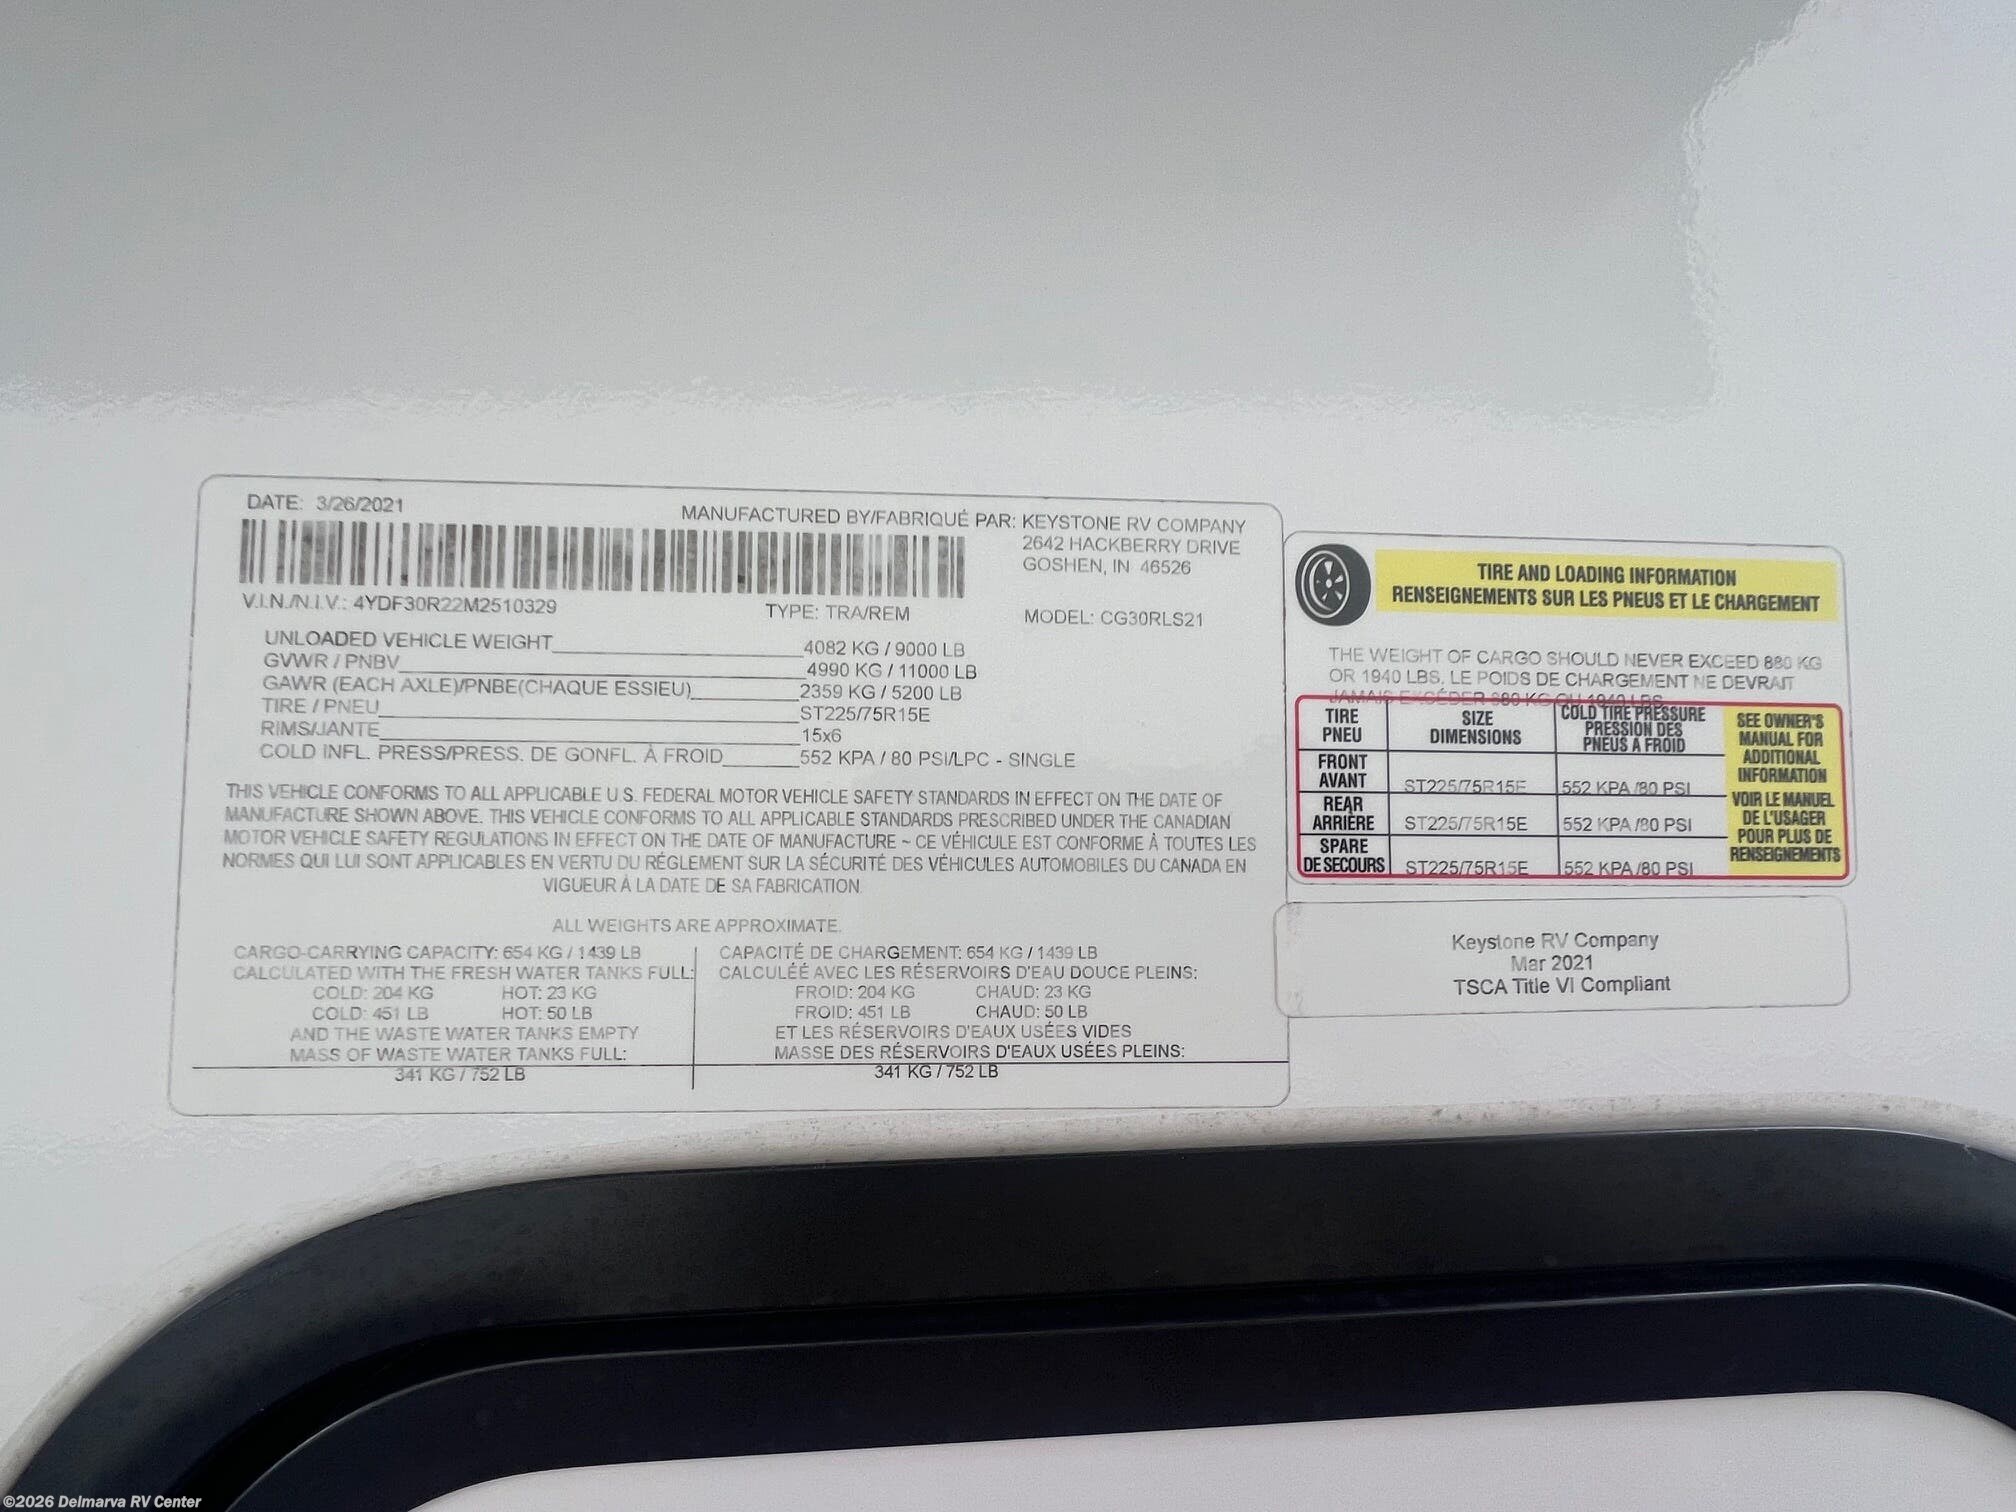 DATE: 3/26/2021
MANUFACTURED BY/FABRIQUÉ PAR: KEYSTONE RV COMPANY
2642 HACKBERRY DRIVE
GOSHEN, IN 46526
V.I.N./N.I.V.: 4YDF30R22M2510329
TYPE: TRA/REM
MODEL: CG30RLS21
UNLOADED VEHICLE WEIGHT 4082 KG / 9000 LB
GVWR / PNBV 4990 KG / 11000 LB
GAWR (EACH AXLE)/PNBE(CHAQUE ESSIEU) 2359 KG / 5200 LB
TIRE / PNEU ST225/75R15E
RIMS/JANTE 15x6
COLD INFL. PRESS/PRESS. DE GONFL. À FROID 552 KPA / 80 PSI/LPC - SINGLE
THIS VEHICLE CONFORMS TO ALL APPLICABLE U.S. FEDERAL MOTOR VEHICLE SAFETY STANDARDS IN EFFECT ON THE DATE OF
MANUFACTURE SHOWN ABOVE. THIS VEHICLE CONFORMS TO ALL APPLICABLE STANDARDS PRESCRIBED UNDER THE CANADIAN
MOTOR VEHICLE SAFETY REGULATIONS IN EFFECT ON THE DATE OF MANUFACTURE ~ CE VÉHICULE EST CONFORME À TOUTES LES
NORMES QUI LUI SONT APPLICABLES EN VERTU DU RÉGLEMENT SUR LA SÉCURITÉ DES VÉHICULES AUTOMOBILES DU CANADA EN
VIGUEUR À LA DATE DE SA FABRICATION.
ALL WEIGHTS ARE APPROXIMATE.
CARGO-CARRYING CAPACITY: 654 KG / 1439 LB
CALCULATED WITH THE FRESH WATER TANKS FULL:
COLD: 204 KG HOT: 23 KG
COLD: 451 LB HOT: 50 LB
AND THE WASTE WATER TANKS EMPTY
MASS OF WASTE WATER TANKS FULL:
341 KG / 752 LB
CAPACITÉ DE CHARGEMENT: 654 KG / 1439 LB
CALCULÉE AVEC LES RÉSERVOIRS D'EAU DOUCE PLEINS:
FROID: 204 KG CHAUD: 23 KG
FROID: 451 LB CHAUD: 50 LB
ET LES RÉSERVOIRS D'EAUX USÉES VIDES
MASSE DES RÉSERVOIRS D'EAUX USÉES PLEINS:
341 KG / 752 LB
TIRE AND LOADING INFORMATION
RENSEIGNEMENTS SUR LES PNEUS ET LE CHARGEMENT
THE WEIGHT OF CARGO SHOULD NEVER EXCEED 880 KG
OR 1940 LBS. LE POIDS DE CHARGEMENT NE DEVRAIT
JAMAIS EXCÉDER 880 KG OU 1940 LBS.
TIRE SIZE COLD TIRE PRESSURE
PNEU DIMENSIONS PRESSION DES
PNEUS A FROID
FRONT
AVANT ST225/75R15E 552 KPA /80 PSI
REAR
ARRIÈRE ST225/75R15E 552 KPA /80 PSI
SPARE
DE SECOURS ST225/75R15E 552 KPA /80 PSI
SEE OWNER'S
MANUAL FOR
ADDITIONAL
INFORMATION
VOIR LE MANUEL
DE L'USAGER
POUR PLUS DE
RENSEIGNEMENTS
Keystone RV Company
Mar 2021
TSCA Title VI Compliant
©2026 Delmarva RV Center